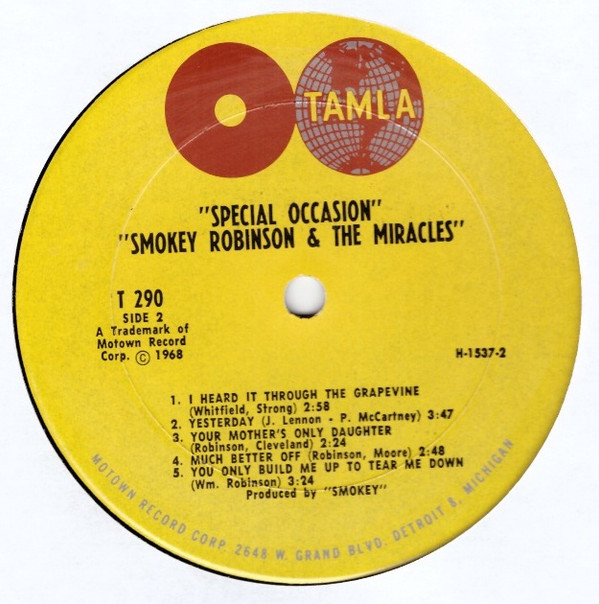 TAMLA
"SPECIAL OCCASION"
"SMOKEY ROBINSON & THE MIRACLES"
T 290
SIDE 2
A Trademark of
Motown Record
Corp. © 1968
H-1537-2
1. I HEARD IT THROUGH THE GRAPEVINE
(Whitfield, Strong) 2:58
2. YESTERDAY (J. Lennon - P. McCartney) 3:47
3. YOUR MOTHER'S ONLY DAUGHTER
(Robinson, Cleveland) 2:24
4. MUCH BETTER OFF (Robinson, Moore) 2:48
5. YOU ONLY BUILD ME UP TO TEAR ME DOWN
(Wm. Robinson) 3:24
Produced by "SMOKEY"
MOTOWN RECORD CORP. 2648 W. GRAND BLVD. DETROIT 8, MICHIGAN